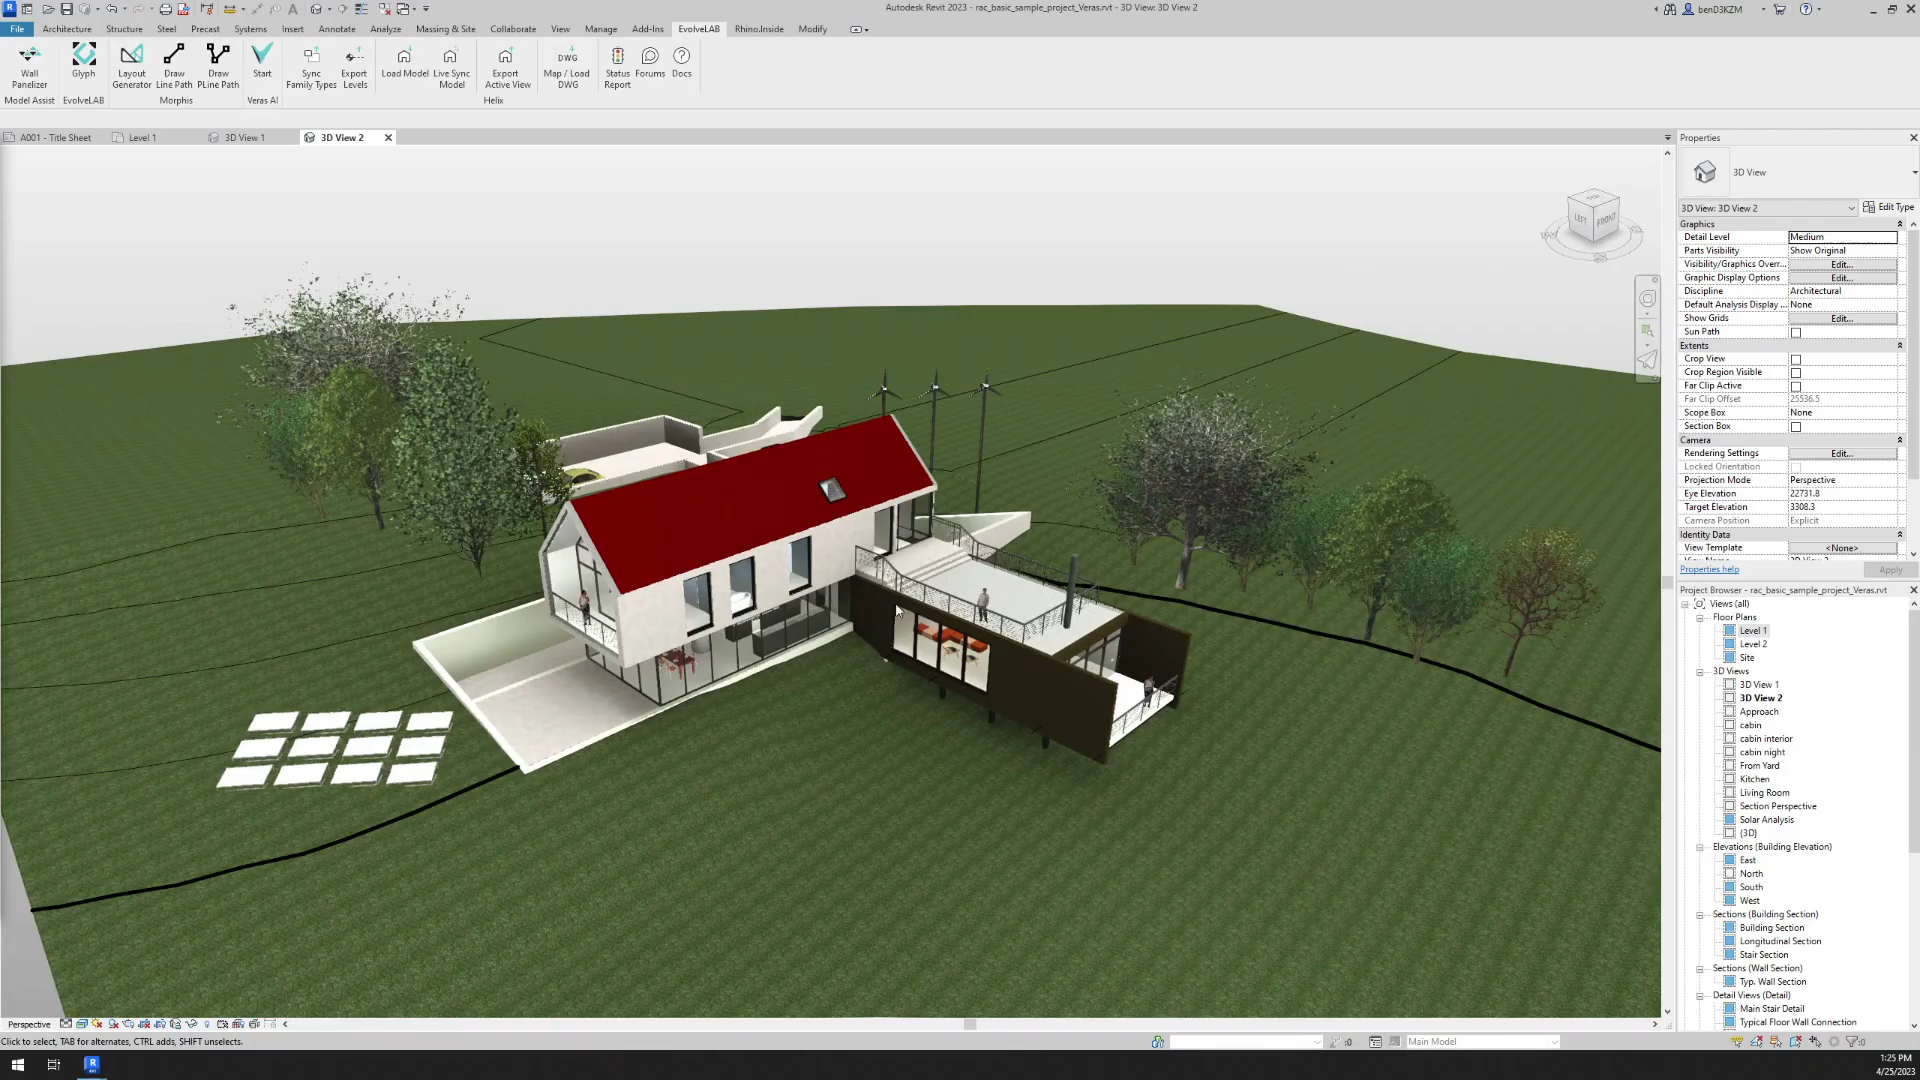 Autodesk Revit 2023 - rac_basic_sample_project_Veras.rvt - 3D View: 3D View 2
benD3KZM
File Architecture Structure Steel Precast Systems Insert Annotate Analyze Massing & Site Collaborate View Manage Add-Ins EvolveLAB Rhino.Inside Modify
Wall Panelizer
Glyph
Layout Generator
Draw Line Path
Draw PLine Path
Start
Sync Family Types
Export Levels
Load Model
Live Sync Model
Export Active View
DWG
Map / Load DWG
Status Report
Forums
Docs
Model Assist EvolveLAB Morphis Veras AI Helix
A001 - Title Sheet Level 1 3D View 1 3D View 2
LEFT
FRONT
TOP
Properties
3D View
3D View: 3D View 2 Edit Type
Graphics
Detail Level Medium
Parts Visibility Show Original
Visibility/Graphics Overr... Edit...
Graphic Display Options Edit...
Discipline Architectural
Default Analysis Display ... None
Show Grids Edit...
Sun Path
Extents
Crop View
Crop Region Visible
Far Clip Active
Far Clip Offset 25536.5
Scope Box None
Section Box
Camera
Rendering Settings Edit...
Locked Orientation
Projection Mode Perspective
Eye Elevation 22731.8
Target Elevation 3308.3
Camera Position Explicit
Identity Data
View Template <None>
Properties help Apply
Project Browser - rac_basic_sample_project_Veras.rvt
Views (all)
Floor Plans
Level 1
Level 2
Site
3D Views
3D View 1
3D View 2
Approach
cabin
cabin interior
cabin night
From Yard
Kitchen
Living Room
Section Perspective
Solar Analysis
{3D}
Elevations (Building Elevation)
East
North
South
West
Sections (Building Section)
Building Section
Longitudinal Section
Stair Section
Sections (Wall Section)
Typ. Wall Section
Detail Views (Detail)
Main Stair Detail
Typical Floor Wall Connection
Perspective
Click to select, TAB for alternates, CTRL adds, SHIFT unselects.
:0
Main Model
:0
1:25 PM
4/25/2023